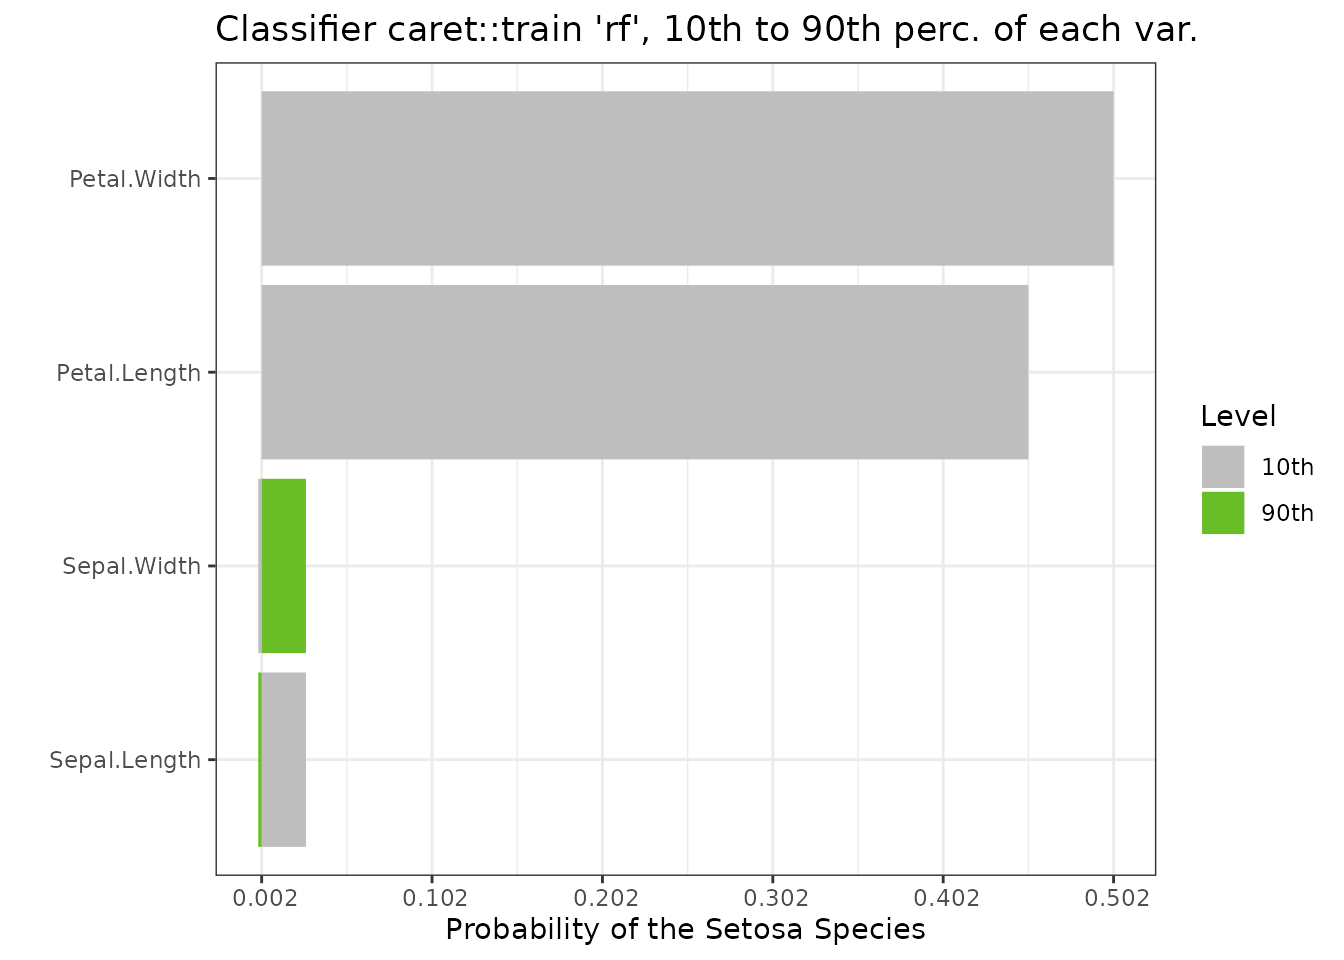 Classifier caret::train 'rf', 10th to 90th perc. of each var.
Petal.Width
Petal.Length
Sepal.Width
Sepal.Length
0.002 0.102 0.202 0.302 0.402 0.502
Probability of the Setosa Species
Level
10th
90th